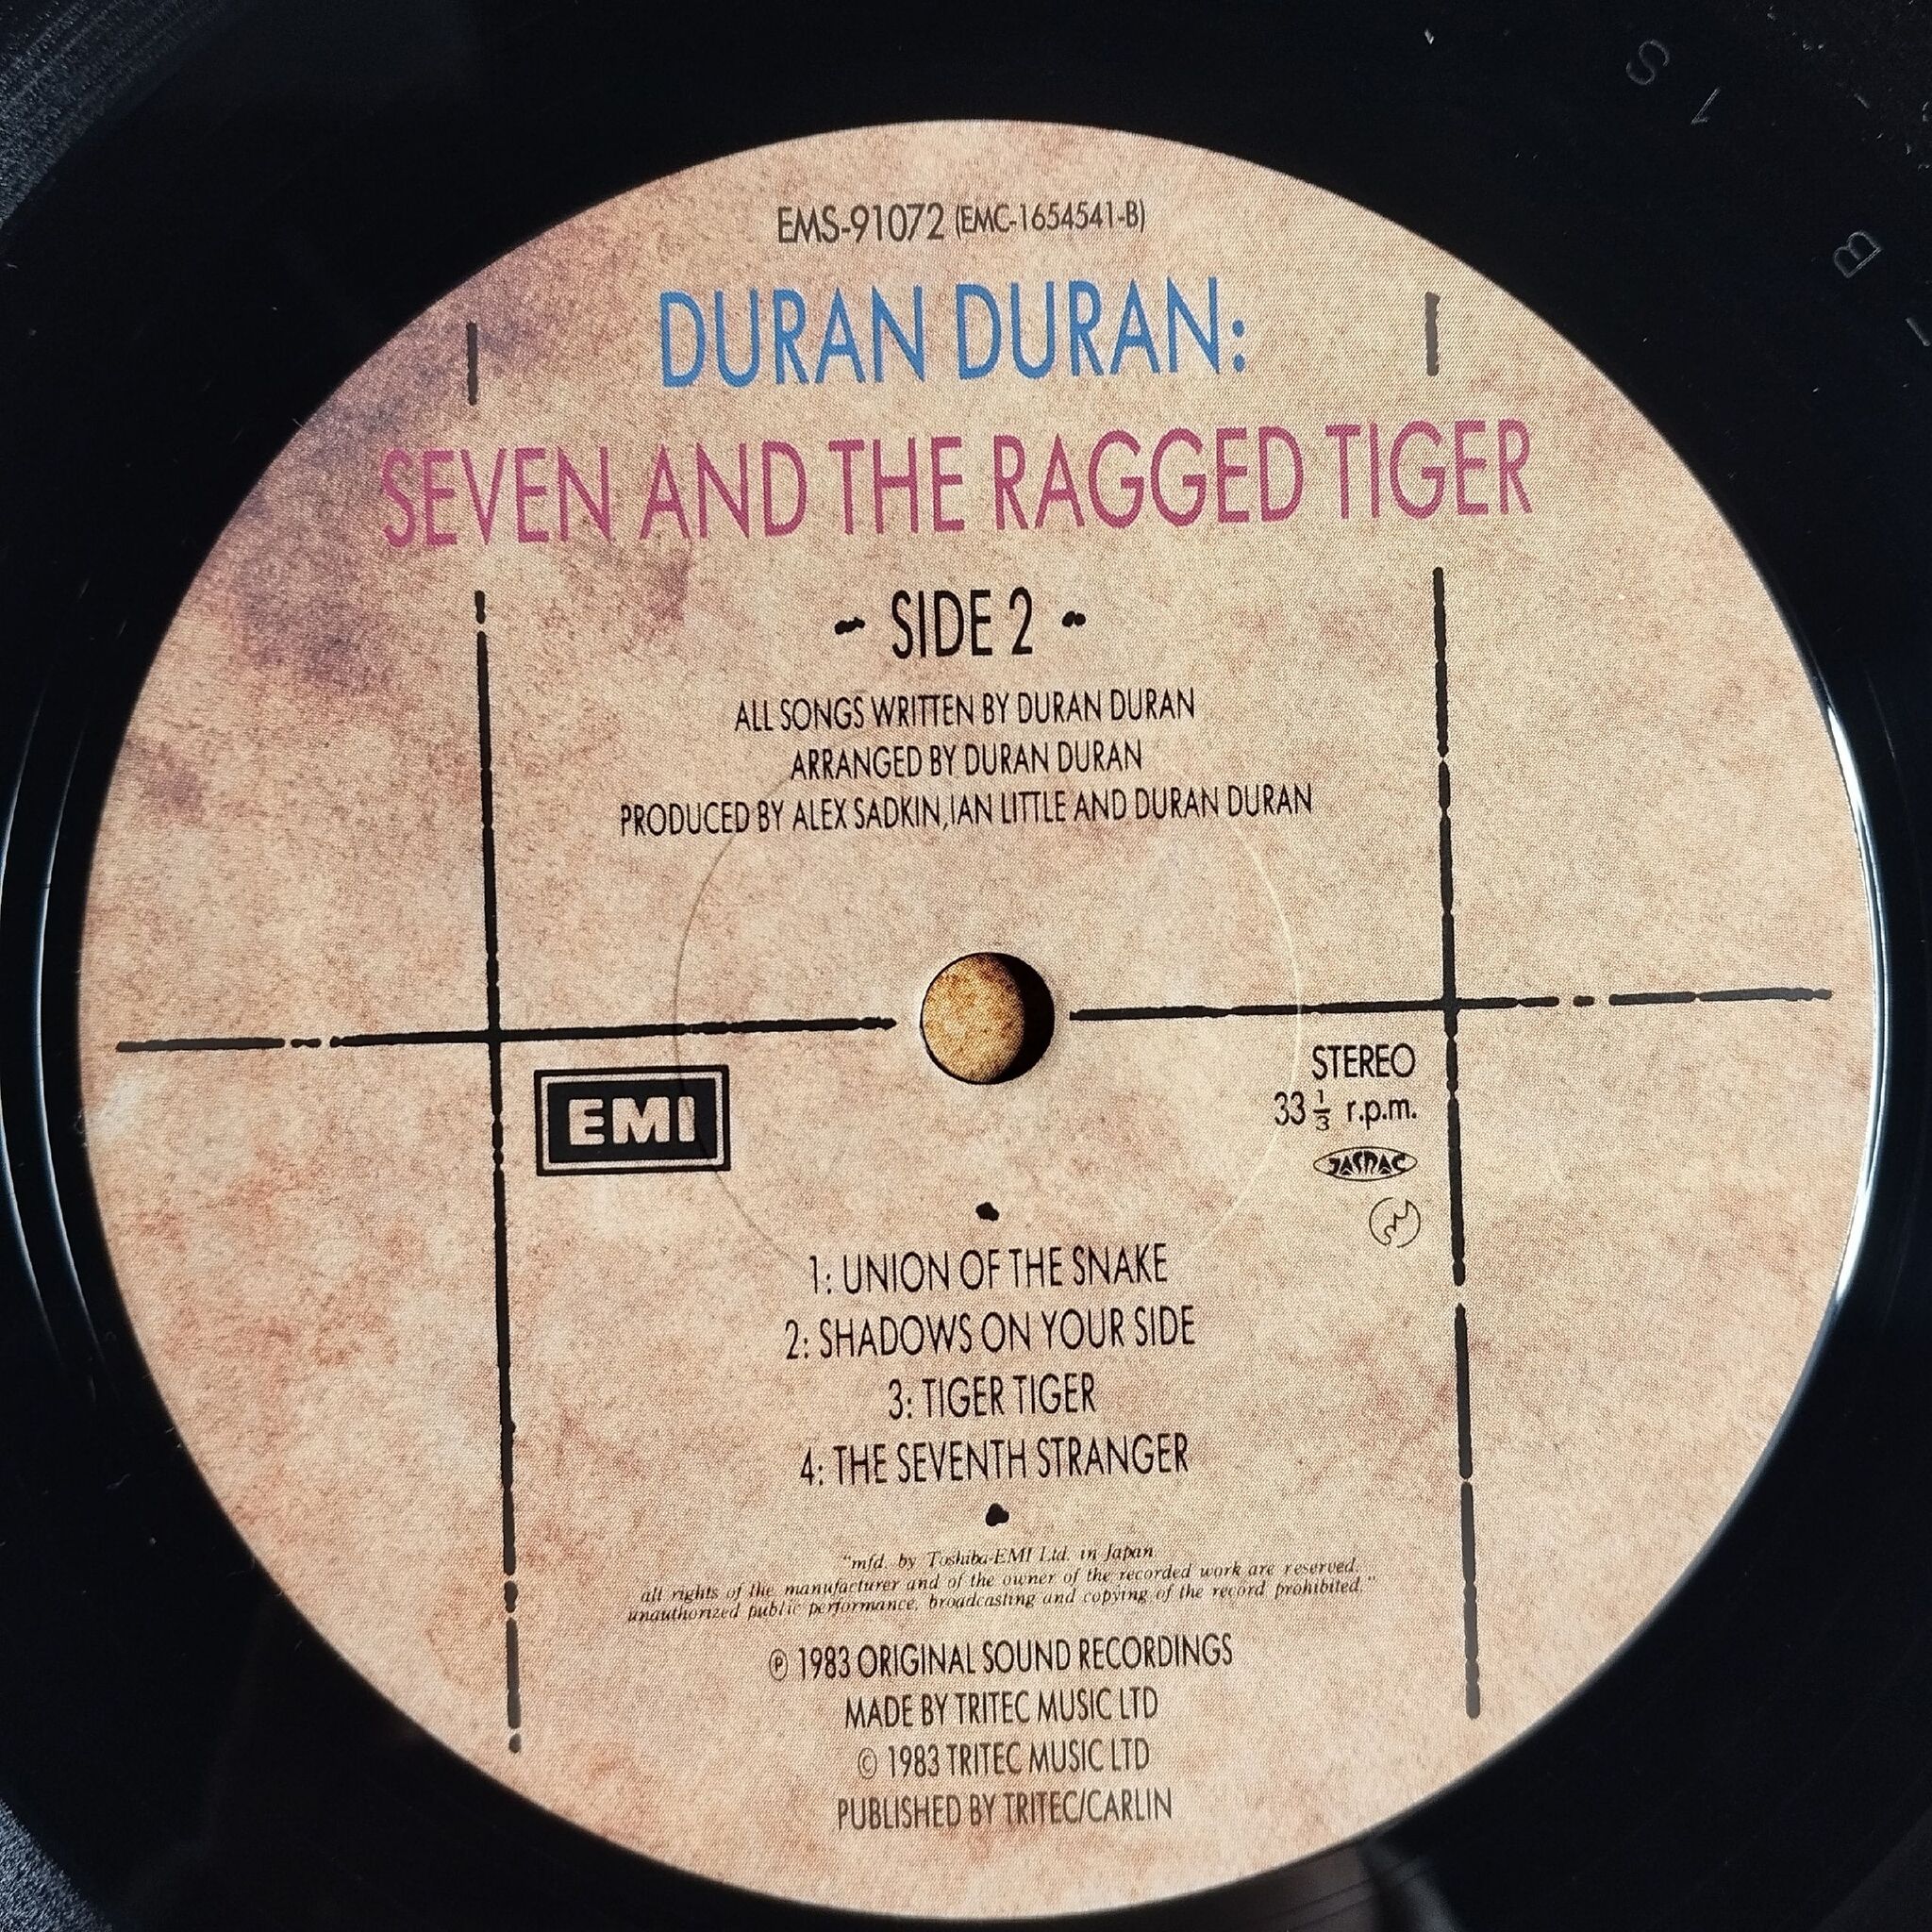 EMS-91072 (EMC-1654541-B)
DURAN DURAN:
SEVEN AND THE RAGGED TIGER
- SIDE 2 -
ALL SONGS WRITTEN BY DURAN DURAN
ARRANGED BY DURAN DURAN
PRODUCED BY ALEX SADKIN, IAN LITTLE AND DURAN DURAN
EMI
STEREO
33 1/3 r.p.m.
JASRAC
1: UNION OF THE SNAKE
2: SHADOWS ON YOUR SIDE
3: TIGER TIGER
4: THE SEVENTH STRANGER
"mfd. by Toshiba-EMI Ltd. in Japan
all rights of the manufacturer and of the owner of the recorded work are reserved.
unauthorized public performance, broadcasting and copying of the record prohibited."
℗ 1983 ORIGINAL SOUND RECORDINGS
MADE BY TRITEC MUSIC LTD
© 1983 TRITEC MUSIC LTD
PUBLISHED BY TRITEC/CARLIN